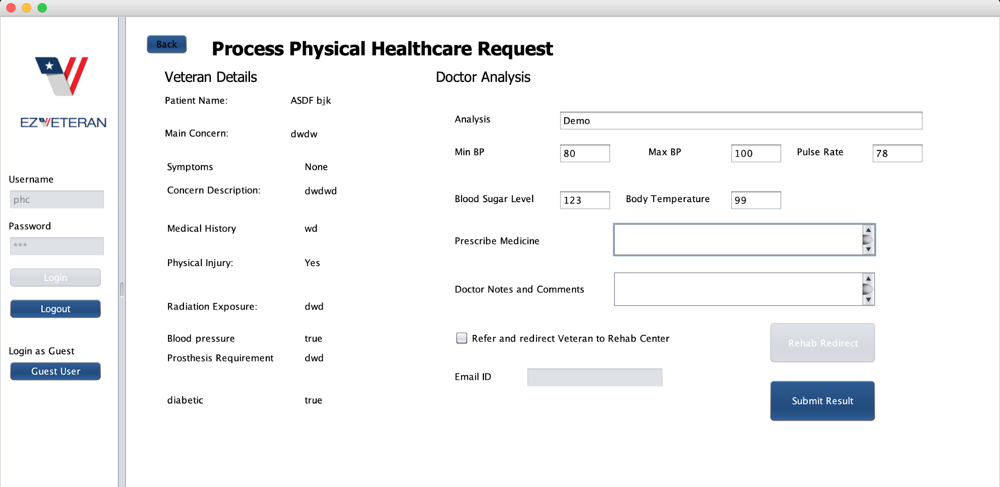 Back
Process Physical Healthcare Request
EZVETERAN
Username
phc
Password
***
Login
Logout
Login as Guest
Guest User
Veteran Details
Patient Name: ASDF bjk
Main Concern: dwdw
Symptoms None
Concern Description: dwdwd
Medical History wd
Physical Injury: Yes
Radiation Exposure: dwd
Blood pressure true
Prosthesis Requirement dwd
diabetic true
Doctor Analysis
Analysis Demo
Min BP 80 Max BP 100 Pulse Rate 78
Blood Sugar Level 123 Body Temperature 99
Prescribe Medicine
Doctor Notes and Comments
Refer and redirect Veteran to Rehab Center
Rehab Redirect
Email ID
Submit Result